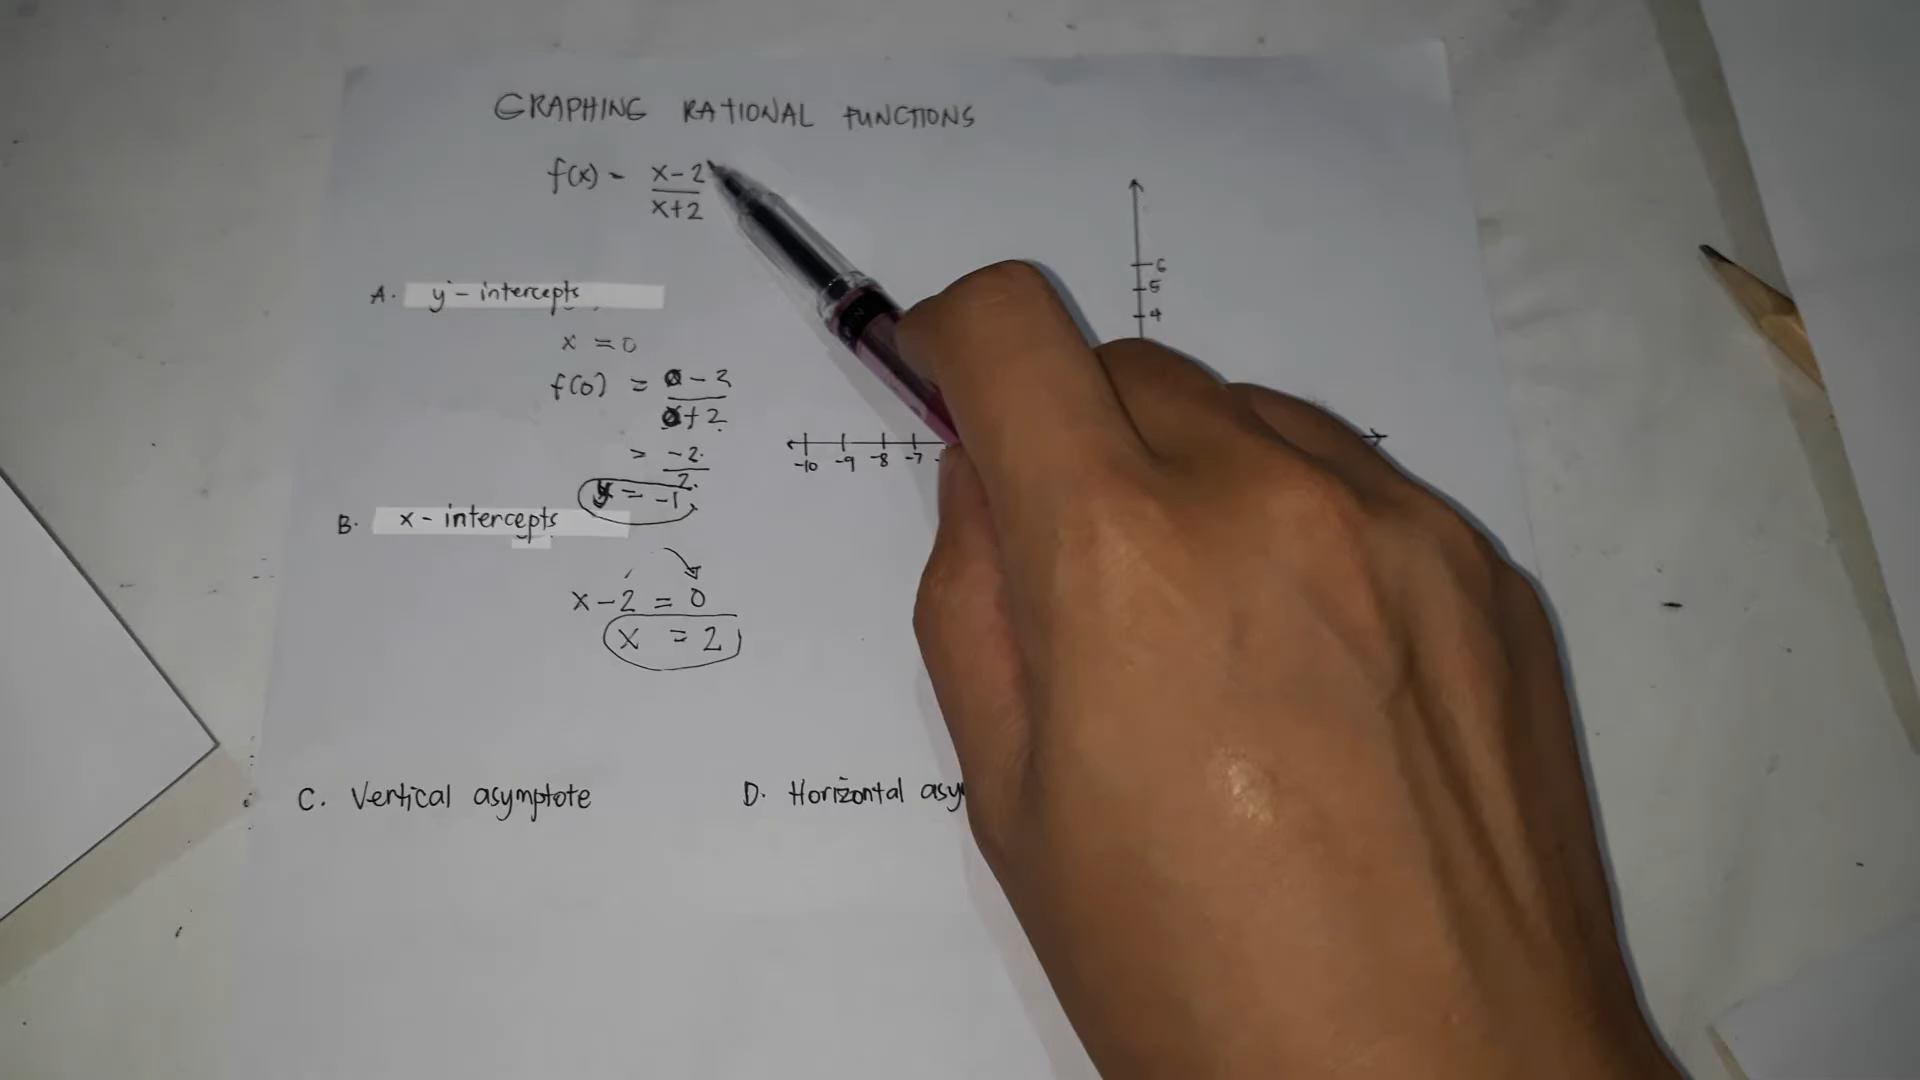 GRAPHING RATIONAL FUNCTIONS
f(x) = x-2
x+2
A. y - intercepts
x = 0
f(0) = 0 - 2
0 + 2
= -2
2
y = -1
B. x - intercepts
x - 2 = 0
x = 2
6
5
4
-10 -9 -8 -7
C. Vertical asymptote
D. Horizontal asy